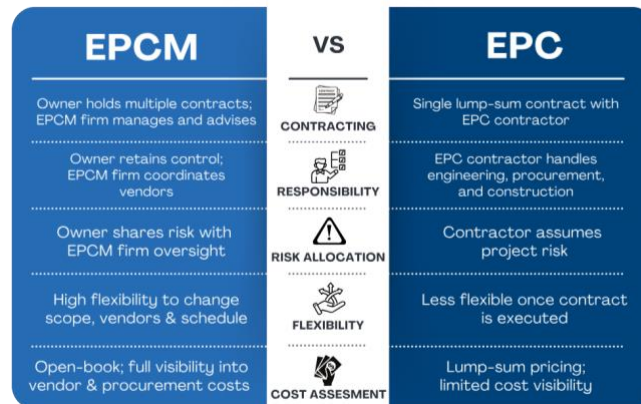 EPCM
VS
EPC
Owner holds multiple contracts;
EPCM firm manages and advises
CONTRACTING
Single lump-sum contract with
EPC contractor
Owner retains control;
EPCM firm coordinates
vendors
RESPONSIBILITY
EPC contractor handles
engineering, procurement,
and construction
Owner shares risk with
EPCM firm oversight
RISK ALLOCATION
Contractor assumes
project risk
High flexibility to change
scope, vendors & schedule
FLEXIBILITY
Less flexible once contract
is executed
Open-book; full visibility into
vendor & procurement costs
COST ASSESMENT
Lump-sum pricing;
limited cost visibility